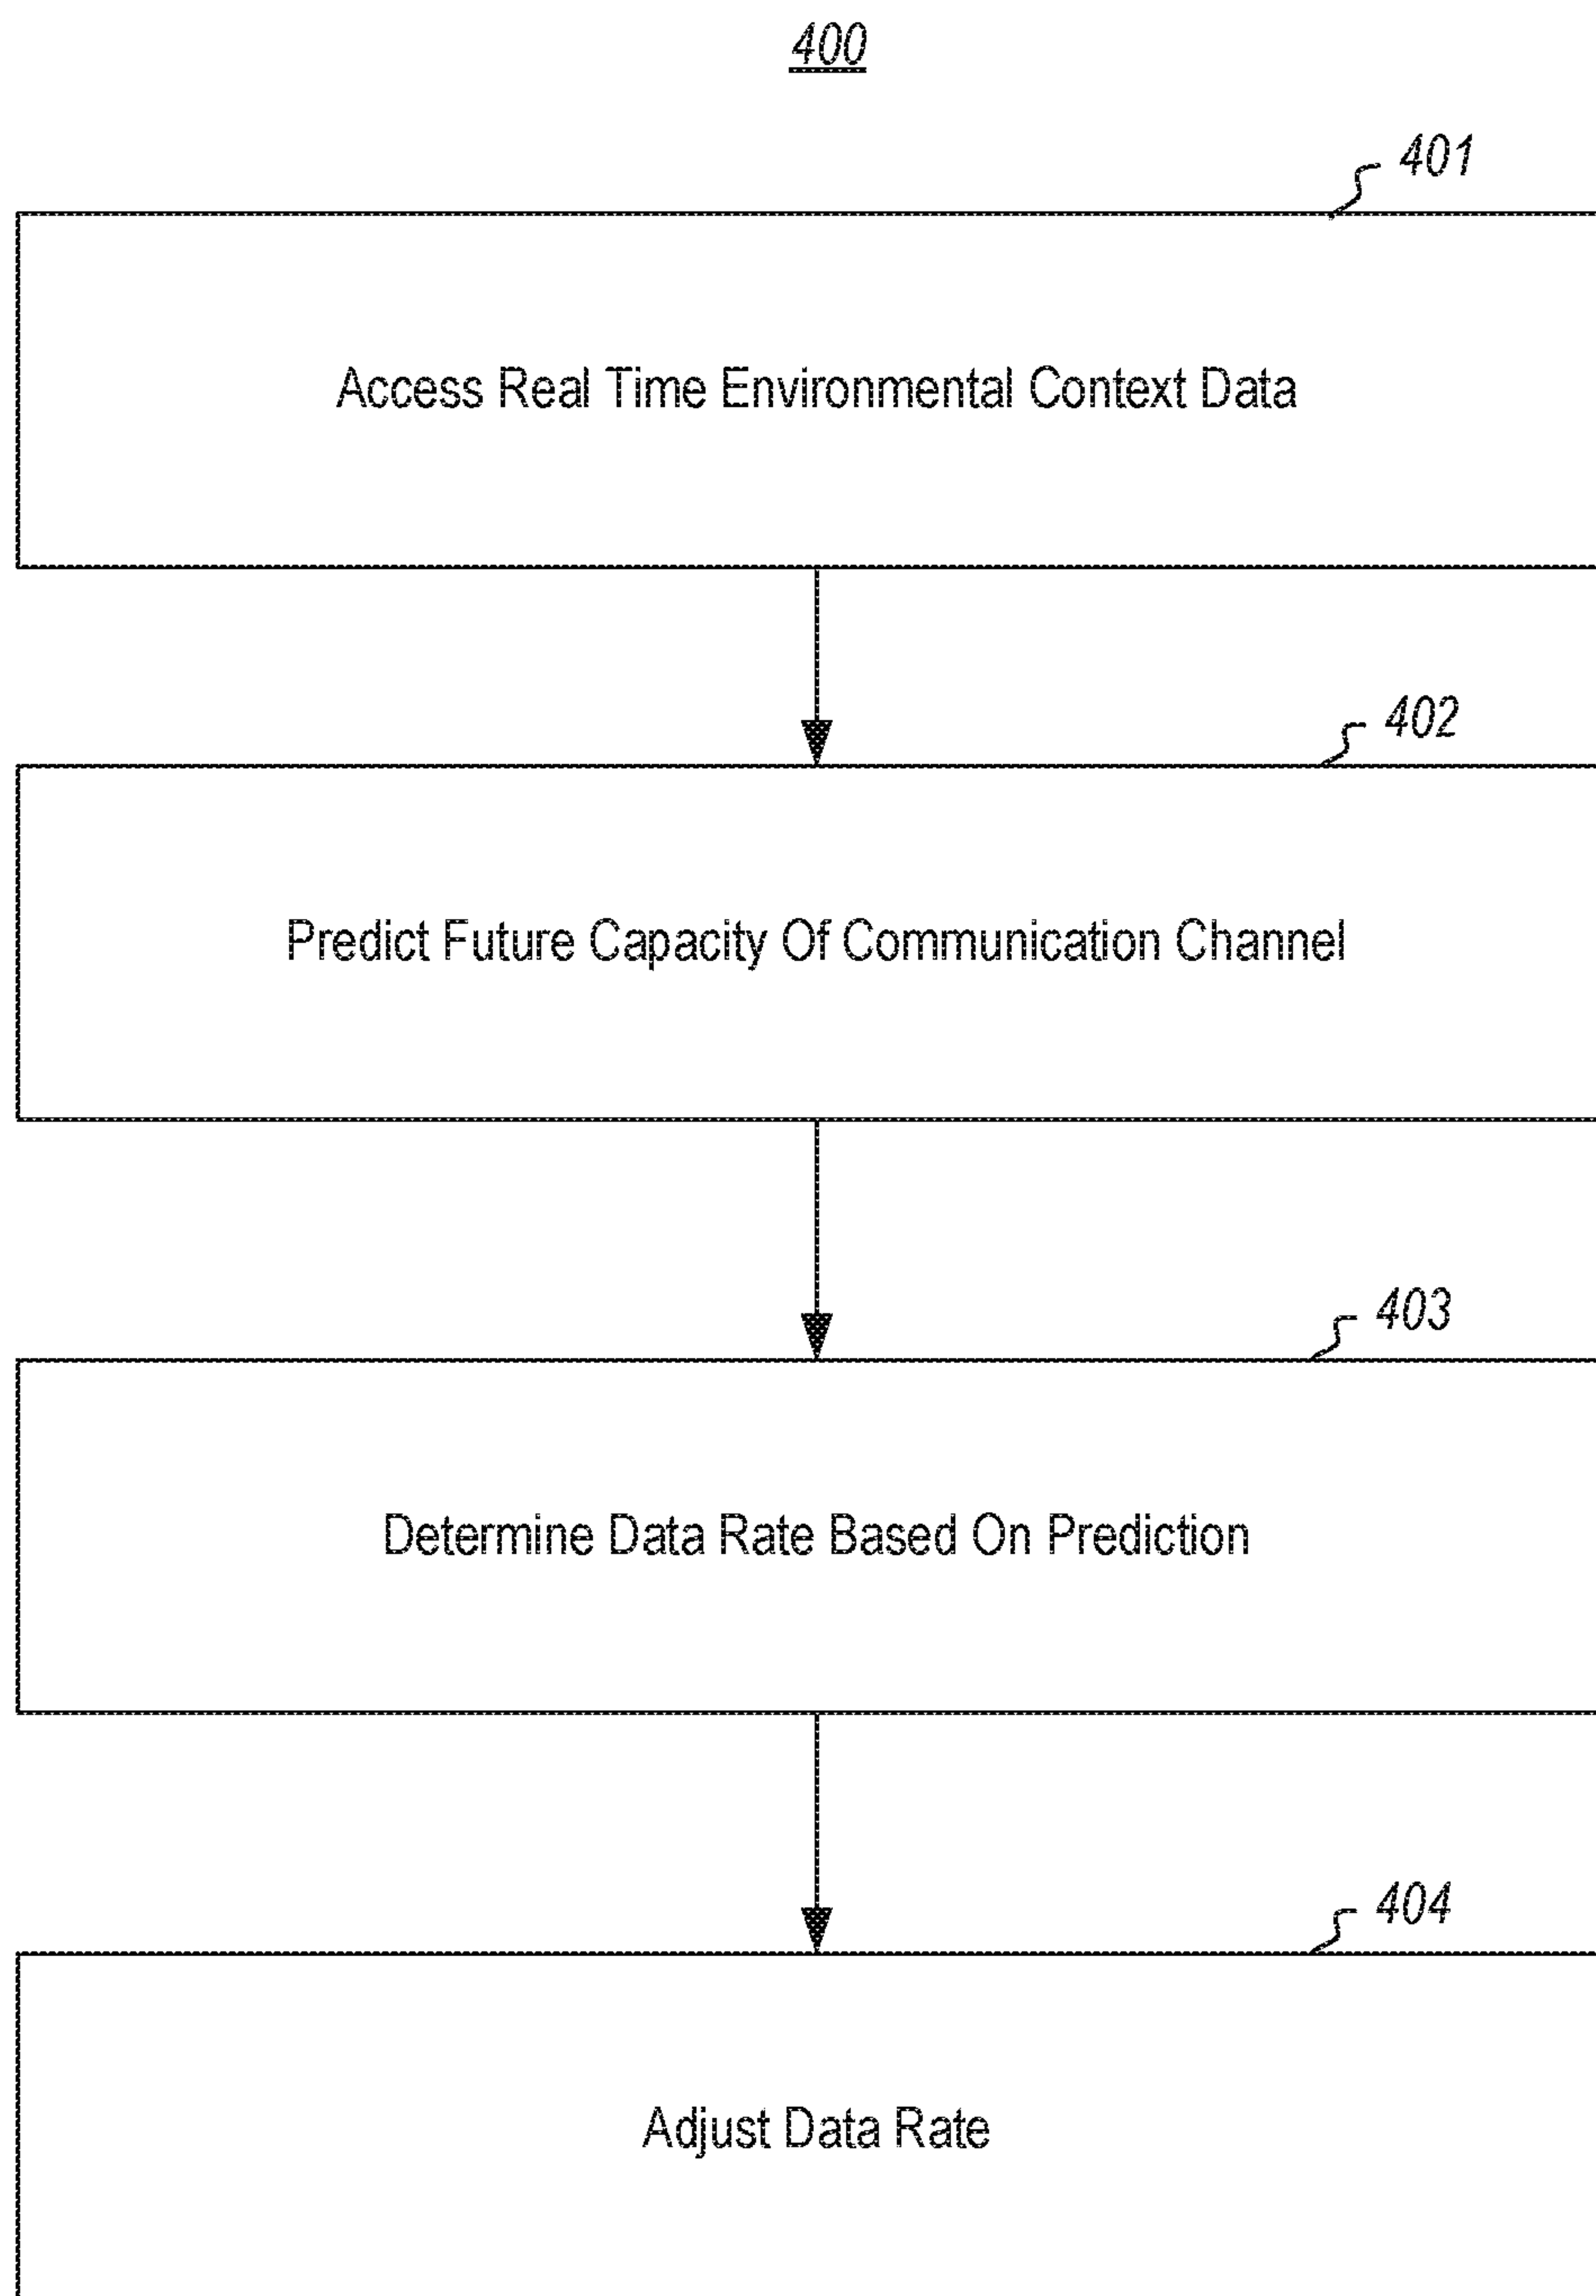 400
401
Access Real Time Environmental Context Data
402
Predict Future Capacity Of Communication Channel
403
Determine Data Rate Based On Prediction
404
Adjust Data Rate